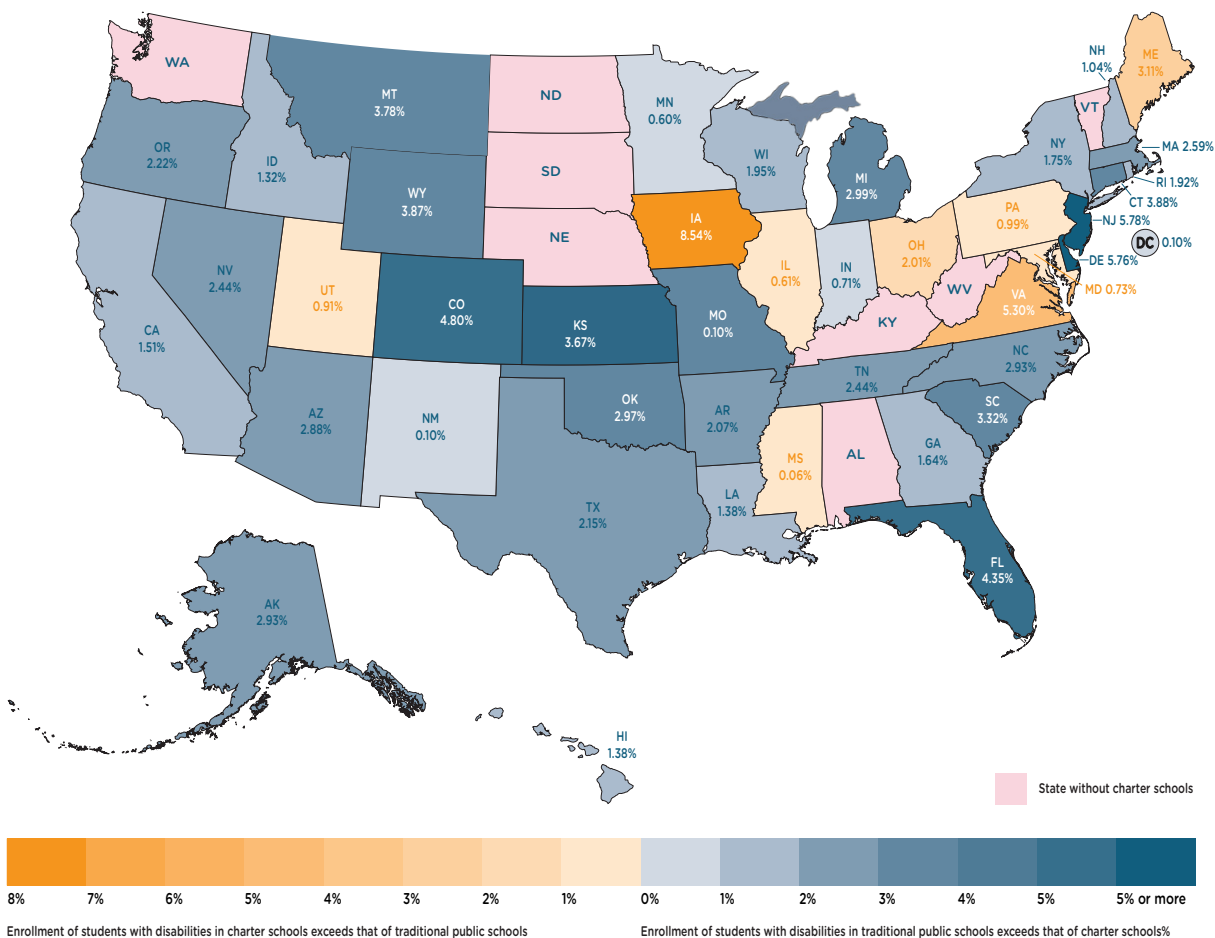 WA
MT
3.78%
ND
MN
0.60%
NH
1.04%
ME
3.11%
VT
OR
2.22%
ID
1.32%
SD
WI
1.95%
NY
1.75%
MA 2.59%
WY
3.87%
MI
2.99%
RI 1.92%
CT 3.88%
IA
8.54%
PA
0.99%
NJ 5.78%
NE
DC 0.10%
NV
2.44%
UT
0.91%
IL
0.61%
IN
0.71%
OH
2.01%
DE 5.76%
MD 0.73%
WV
VA
5.30%
CO
4.80%
CA
1.51%
KS
3.67%
MO
0.10%
KY
NC
2.93%
TN
2.44%
AZ
2.88%
NM
0.10%
OK
2.97%
AR
2.07%
SC
3.32%
MS
0.06%
AL
GA
1.64%
TX
2.15%
LA
1.38%
FL
4.35%
AK
2.93%
HI
1.38%
State without charter schools
8% 7% 6% 5% 4% 3% 2% 1% 0% 1% 2% 3% 4% 5% 5% or more
Enrollment of students with disabilities in charter schools exceeds that of traditional public schools
Enrollment of students with disabilities in traditional public schools exceeds that of charter schools%